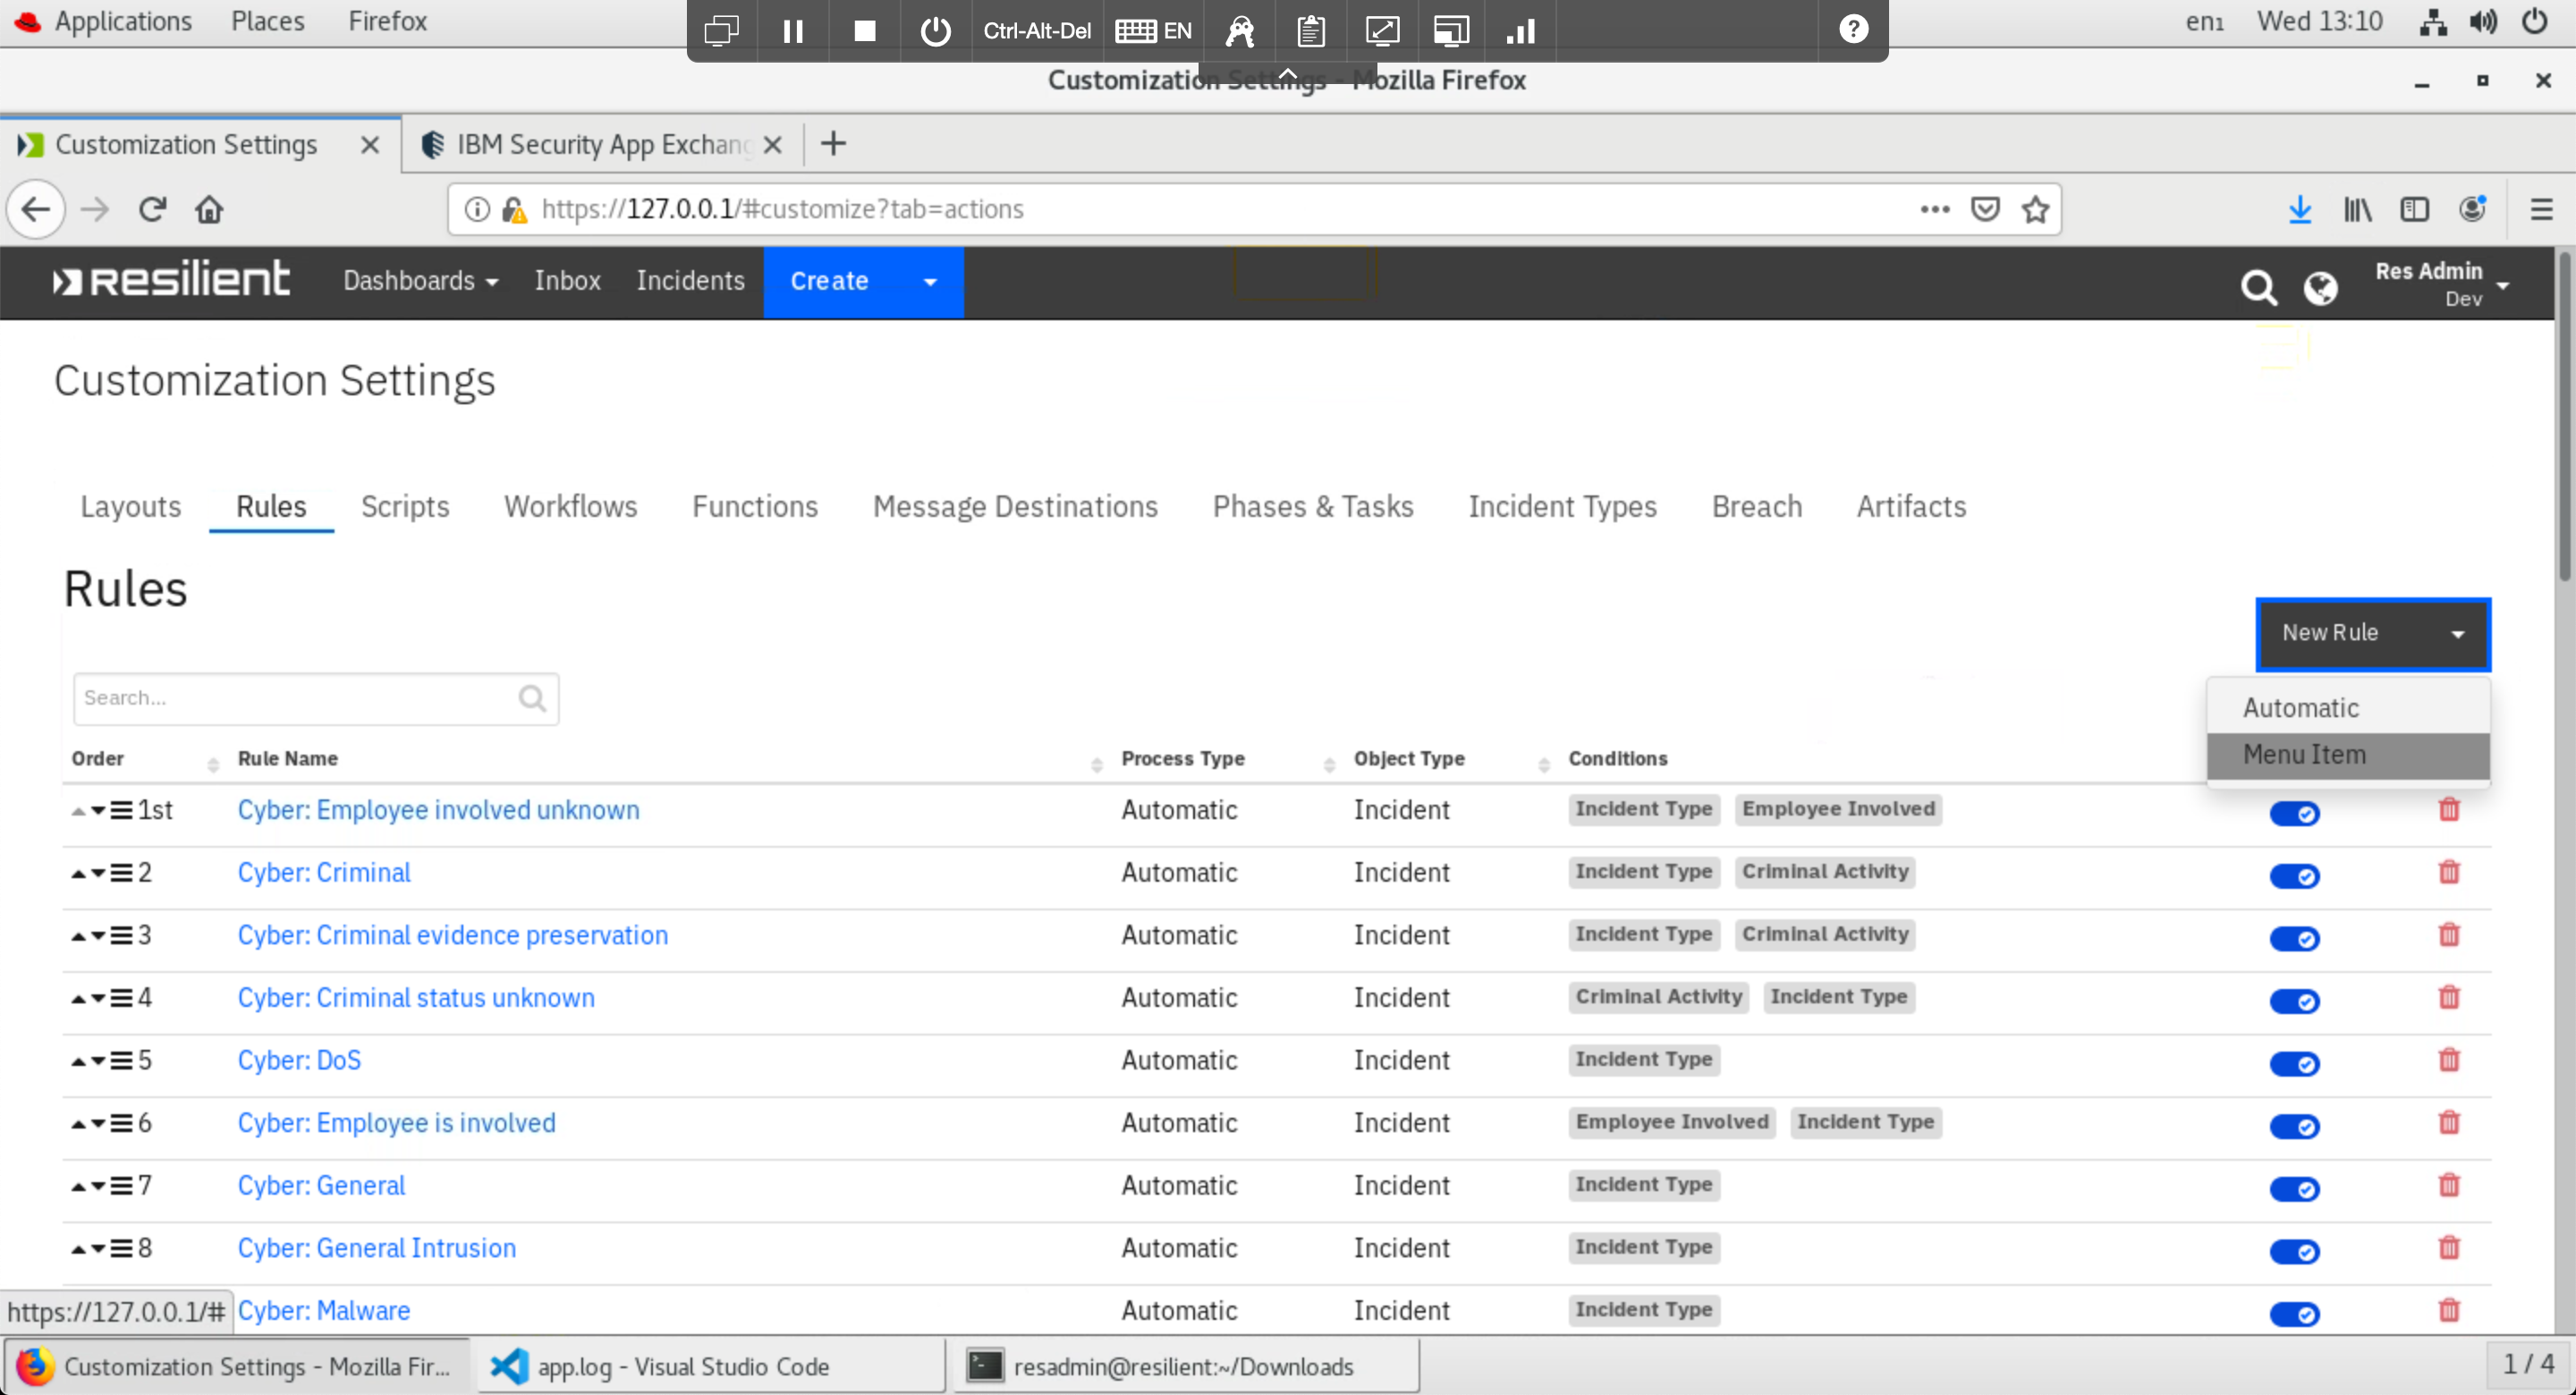 Applications Places Firefox Ctrl-Alt-Del EN en₁ Wed 13:10
Customization Settings - Mozilla Firefox
Customization Settings IBM Security App Exchang
https://127.0.0.1/#customize?tab=actions
resilient Dashboards Inbox Incidents Create Res Admin
Dev
Customization Settings
Layouts Rules Scripts Workflows Functions Message Destinations Phases & Tasks Incident Types Breach Artifacts
Rules
New Rule
Search...
Automatic
Menu Item
Order Rule Name Process Type Object Type Conditions
1st Cyber: Employee involved unknown Automatic Incident Incident Type Employee Involved
2 Cyber: Criminal Automatic Incident Incident Type Criminal Activity
3 Cyber: Criminal evidence preservation Automatic Incident Incident Type Criminal Activity
4 Cyber: Criminal status unknown Automatic Incident Criminal Activity Incident Type
5 Cyber: DoS Automatic Incident Incident Type
6 Cyber: Employee is involved Automatic Incident Employee Involved Incident Type
7 Cyber: General Automatic Incident Incident Type
8 Cyber: General Intrusion Automatic Incident Incident Type
https://127.0.0.1/# Cyber: Malware Automatic Incident Incident Type
Customization Settings - Mozilla Fir... app.log - Visual Studio Code resadmin@resilient:~/Downloads 1 / 4